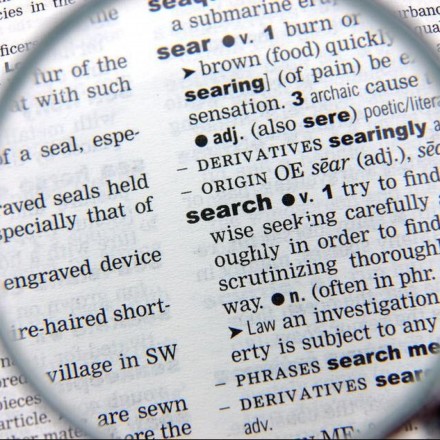 fur of the
at with such
of a seal, espe-
raved seals held
specially that of
engraved device
ire-haired short-
village in SW
are sewn
ore the
a submarine
sear ● v. 1 burn or
➤ brown (food) quickly
searing] (of pain) be
sensation. 3 archaic cause
● adj. (also sere) poetic/litera
– DERIVATIVES searingly
– ORIGIN OE sēar (adj.),
search ● v. 1 try to find
wise seeking carefully
oughly in order to find
scrutinizing thorough
way. ● n. (often in phr.
➤ Law an investigation
erty is subject to any
– PHRASES search me
– DERIVATIVES sear
adv.